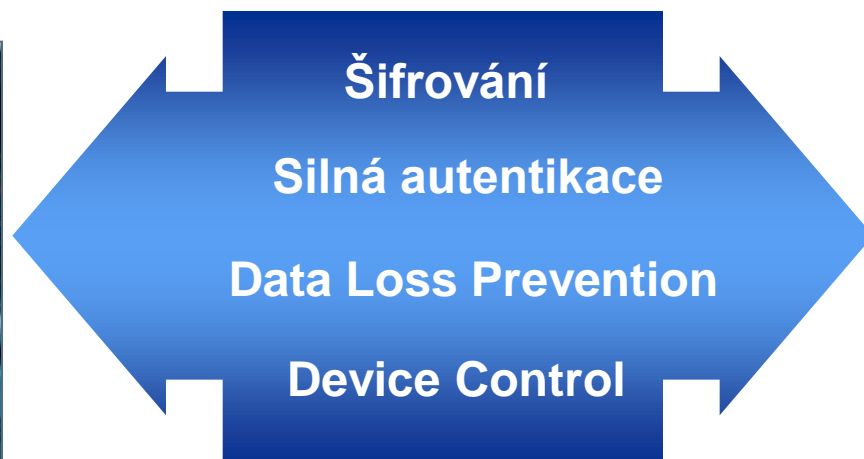 Šifrování
Silná autentikace
Data Loss Prevention
Device Control